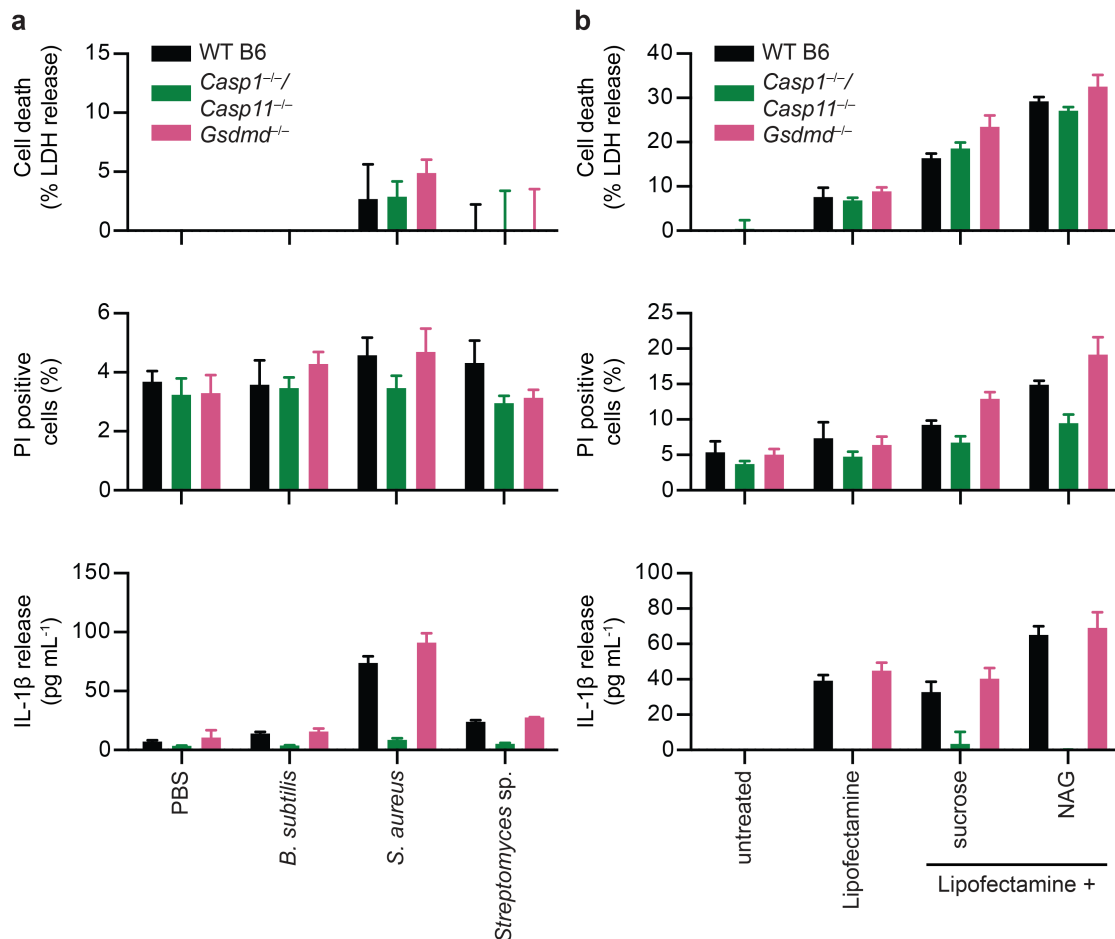 a
Cell death
(% LDH release)
15
10
5
0
WT B6
Casp1–/–/
Casp11–/–
Gsdmd–/–
PI positive
cells (%)
6
4
2
0
IL-1β release
(pg mL-1)
150
100
50
0
PBS
B. subtilis
S. aureus
Streptomyces sp.
b
Cell death
(% LDH release)
40
30
20
10
0
WT B6
Casp1–/–/
Casp11–/–
Gsdmd–/–
PI positive
cells (%)
25
20
15
10
5
0
IL-1β release
(pg mL-1)
100
80
60
40
20
0
untreated
Lipofectamine
sucrose
NAG
Lipofectamine +